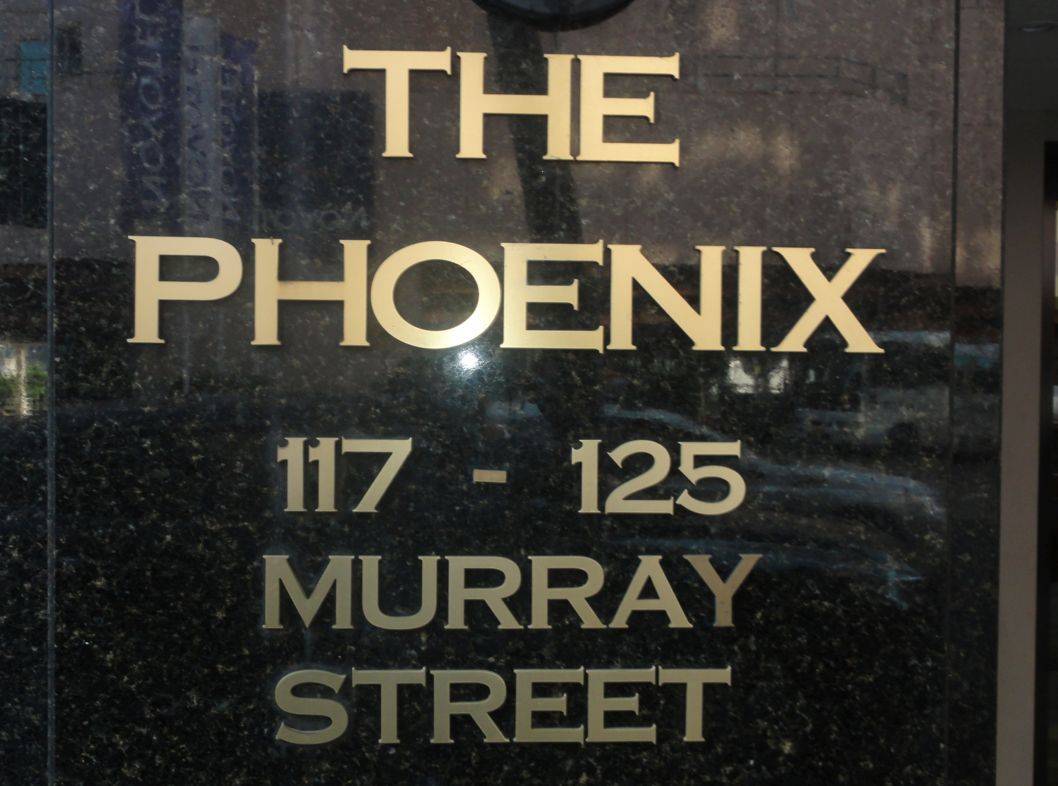 THE
PHOENIX
117 - 125
MURRAY
STREET